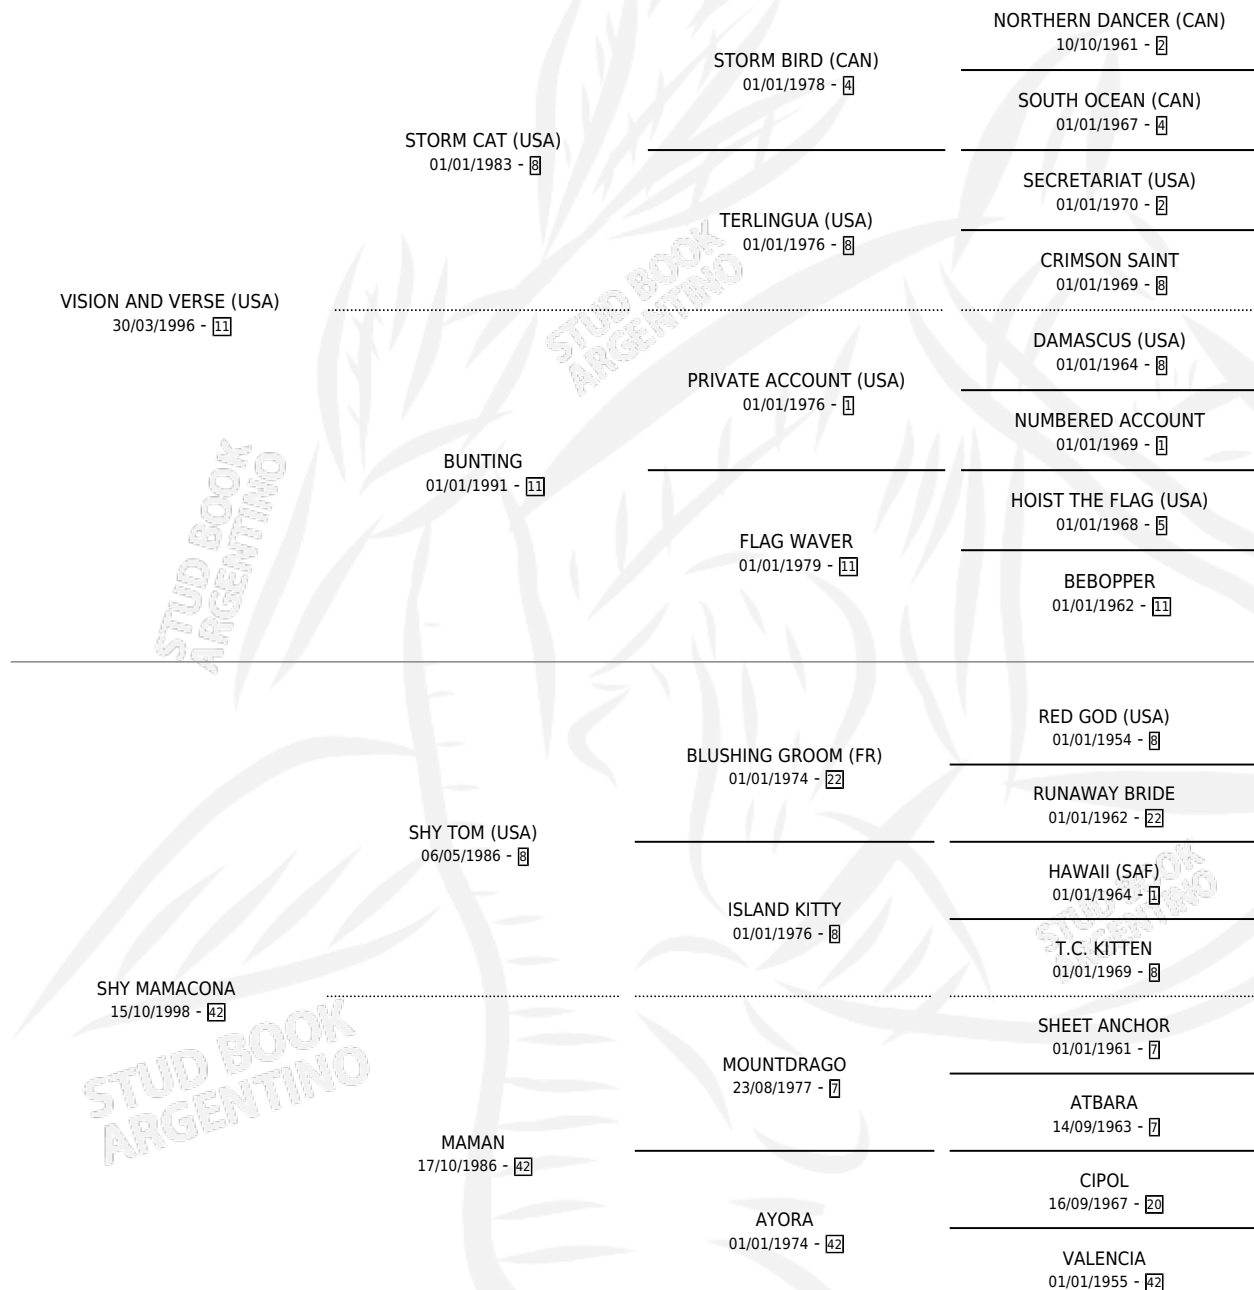 NORTHERN DANCER (CAN)
10/10/1961 - 2
STORM BIRD (CAN)
01/01/1978 - 4
SOUTH OCEAN (CAN)
01/01/1967 - 4
STORM CAT (USA)
01/01/1983 - 8
SECRETARIAT (USA)
01/01/1970 - 2
TERLINGUA (USA)
01/01/1976 - 8
CRIMSON SAINT
01/01/1969 - 8
VISION AND VERSE (USA)
30/03/1996 - 11
STUD BOOK
ARGENTINO
DAMASCUS (USA)
01/01/1964 - 8
PRIVATE ACCOUNT (USA)
01/01/1976 - 1
NUMBERED ACCOUNT
01/01/1969 - 1
BUNTING
01/01/1991 - 11
HOIST THE FLAG (USA)
01/01/1968 - 5
FLAG WAVER
01/01/1979 - 11
BEBOPPER
01/01/1962 - 11
STUD BOOK
ARGENTINO
RED GOD (USA)
01/01/1954 - 8
BLUSHING GROOM (FR)
01/01/1974 - 22
RUNAWAY BRIDE
01/01/1962 - 22
SHY TOM (USA)
06/05/1986 - 8
HAWAII (SAF)
01/01/1964 - 1
ISLAND KITTY
01/01/1976 - 8
STUD BOOK
ARGENTINO
T.C. KITTEN
01/01/1969 - 8
SHY MAMACONA
15/10/1998 - 42
STUD BOOK
ARGENTINO
SHEET ANCHOR
01/01/1961 - 7
MOUNTDRAGO
23/08/1977 - 7
ATBARA
14/09/1963 - 7
MAMAN
17/10/1986 - 42
CIPOL
16/09/1967 - 20
AYORA
01/01/1974 - 42
VALENCIA
01/01/1955 - 42